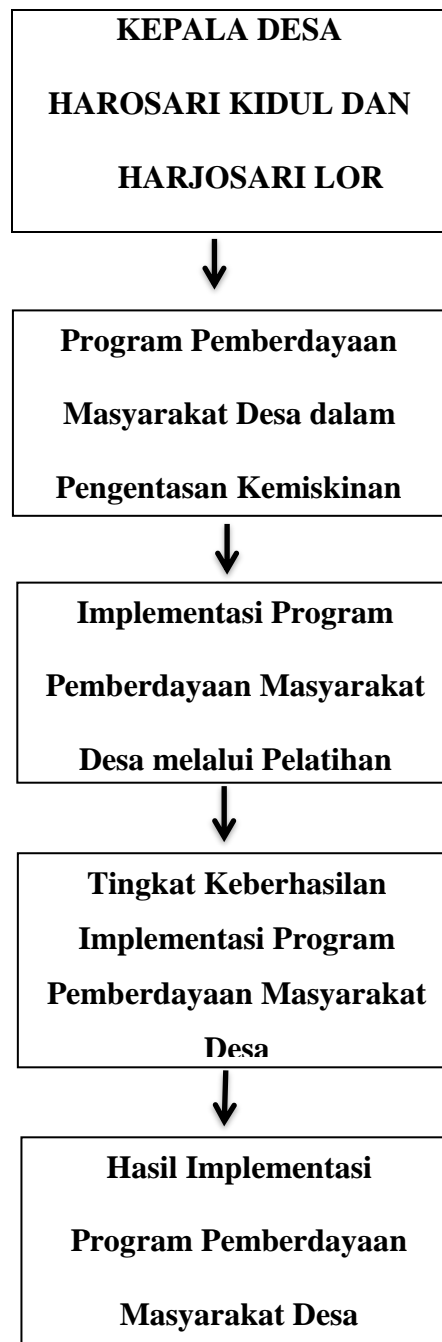 KEPALA DESA
HAROSARI KIDUL DAN
HARJOSARI LOR
Program Pemberdayaan
Masyarakat Desa dalam
Pengentasan Kemiskinan
Implementasi Program
Pemberdayaan Masyarakat
Desa melalui Pelatihan
Tingkat Keberhasilan
Implementasi Program
Pemberdayaan Masyarakat
Desa
Hasil Implementasi
Program Pemberdayaan
Masyarakat Desa